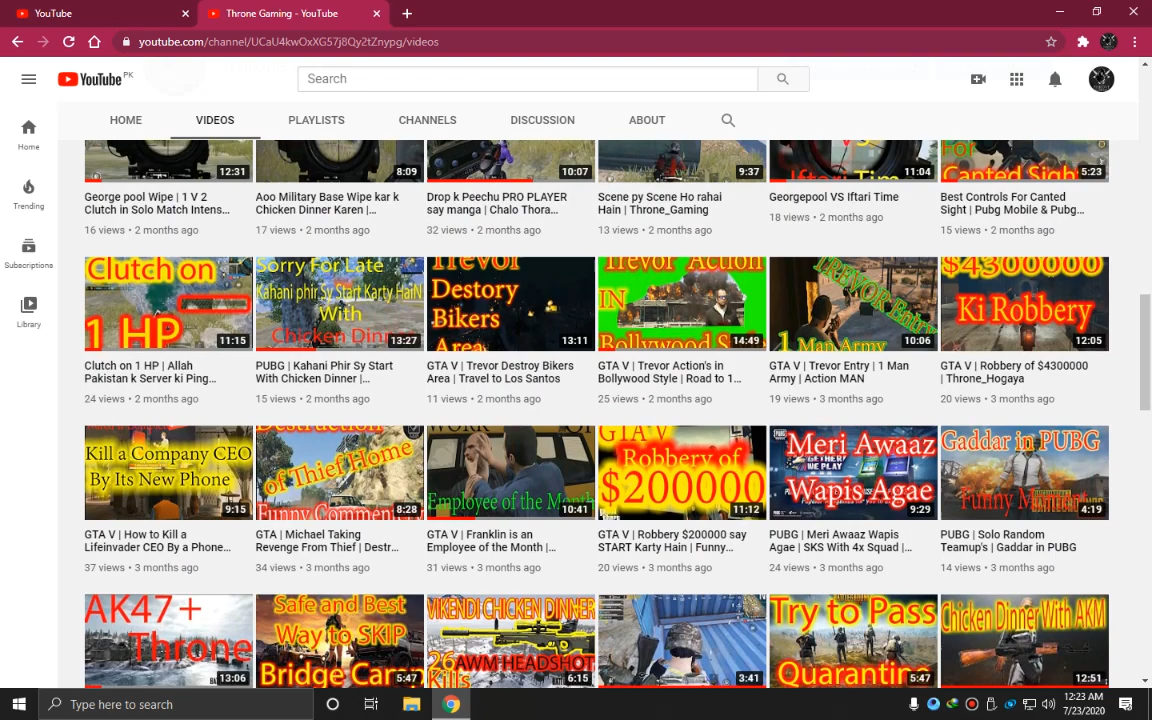 YouTube
Throne Gaming - YouTube
youtube.com/channel/UCaU4kwOxXG57j8Qy2tZnypg/videos
YouTube PK
Search
HOME
VIDEOS
PLAYLISTS
CHANNELS
DISCUSSION
ABOUT
Home
Trending
Subscriptions
Library
12:31
8:09
10:07
9:37
Iftari Time
11:04
For
Canted Sight
5:23
George pool Wipe | 1 V 2
Clutch in Solo Match Intens...
16 views • 2 months ago
Aoo Military Base Wipe kar k
Chicken Dinner Karen |...
17 views • 2 months ago
Drop k Peechu PRO PLAYER
say manga | Chalo Thora...
32 views • 2 months ago
Scene py Scene Ho rahai
Hain | Throne_Gaming
13 views • 2 months ago
Georgepool VS Iftari Time
18 views • 2 months ago
Best Controls For Canted
Sight | Pubg Mobile & Pubg...
15 views • 2 months ago
Clutch on
1 HP
11:15
Sorry For Late
Kahani phir Sy Start Karty HaiN
With
Chicken Dinn
13:27
Trevor
Destory
Bikers
Area
13:11
Trevor Action
IN
Bollywood Style
14:49
TREVOR Entry
1 Man Army
10:06
$4300000
Ki Robbery
12:05
Clutch on 1 HP | Allah
Pakistan k Server ki Ping...
24 views • 2 months ago
PUBG | Kahani Phir Sy Start
With Chicken Dinner |...
15 views • 2 months ago
GTA V | Trevor Destroy Bikers
Area | Travel to Los Santos
11 views • 2 months ago
GTA V | Trevor Action's in
Bollywood Style | Road to 1...
25 views • 2 months ago
GTA V | Trevor Entry | 1 Man
Army | Action MAN
19 views • 3 months ago
GTA V | Robbery of $4300000
| Throne_Hogaya
20 views • 3 months ago
Kill a Company CEO
By Its New Phone
9:15
Destruction
of Thief Home
Funny Commentery
8:28
Employee of the Month
10:41
GTA V
Robbery of
$200000
11:12
Meri Awaaz
Wapis Agae
9:29
Gaddar in PUBG
4:19
GTA V | How to Kill a
Lifeinvader CEO By a Phone...
37 views • 3 months ago
GTA | Michael Taking
Revenge From Thief | Destr...
34 views • 3 months ago
GTA V | Franklin is an
Employee of the Month |...
31 views • 3 months ago
GTA V | Robbery $200000 say
START Karty Hain | Funny...
20 views • 3 months ago
PUBG | Meri Awaaz Wapis
Agae | SKS With 4x Squad |...
24 views • 3 months ago
PUBG | Solo Random
Teamup's | Gaddar in PUBG
14 views • 3 months ago
AK47+
Throne
13:06
Safe and Best
Way to SKIP
Bridge Camp
5:47
VIKENDI CHICKEN DINNER
AWM HEADSHOT
26 Kills
6:15
3:41
Try to Pass
Quarantine
5:47
Chicken Dinner With AKM
12:51
Type here to search
12:23 AM
7/23/2020